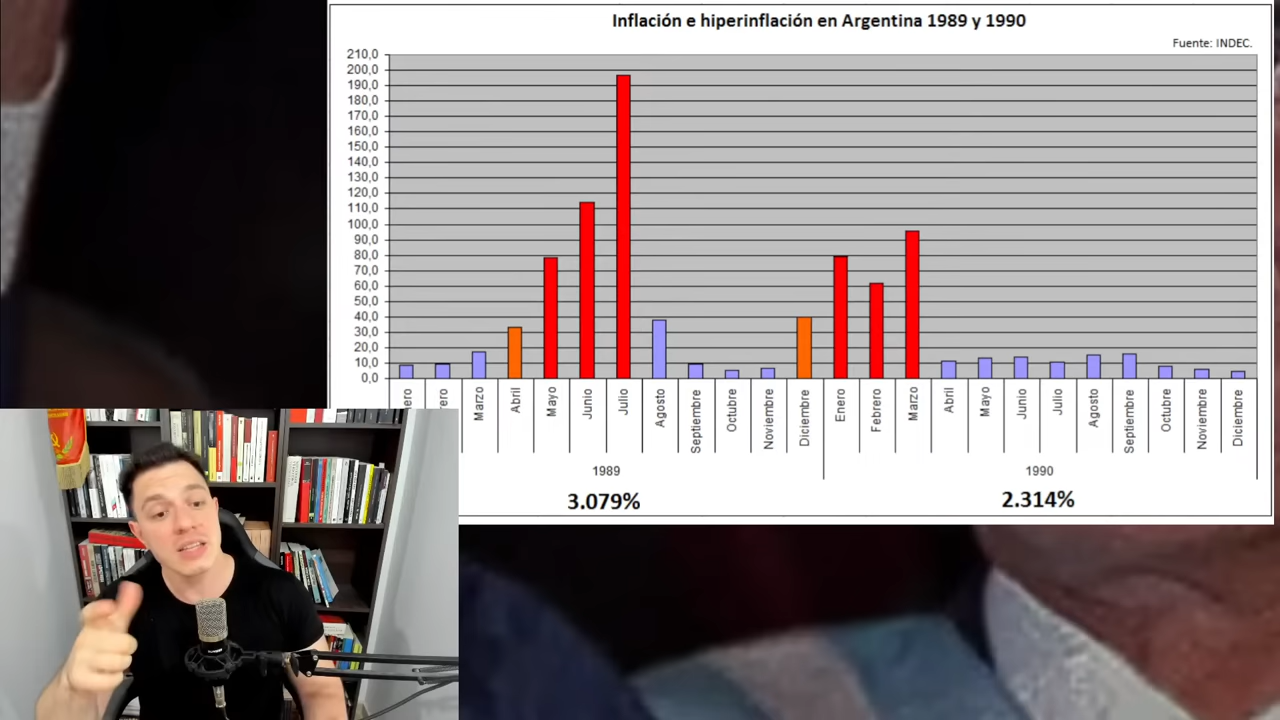 Inflación e hiperinflación en Argentina 1989 y 1990
Fuente: INDEC.
210,0
200,0
190,0
180,0
170,0
160,0
150,0
140,0
130,0
120,0
110,0
100,0
90,0
80,0
70,0
60,0
50,0
40,0
30,0
20,0
10,0
0,0
ero
rero
Marzo
Abril
Mayo
Junio
Julio
Agosto
Septiembre
Octubre
Noviembre
Diciembre
Enero
Febrero
Marzo
Abril
Mayo
Junio
Julio
Agosto
Septiembre
Octubre
Noviembre
Diciembre
1989
1990
3.079%
2.314%